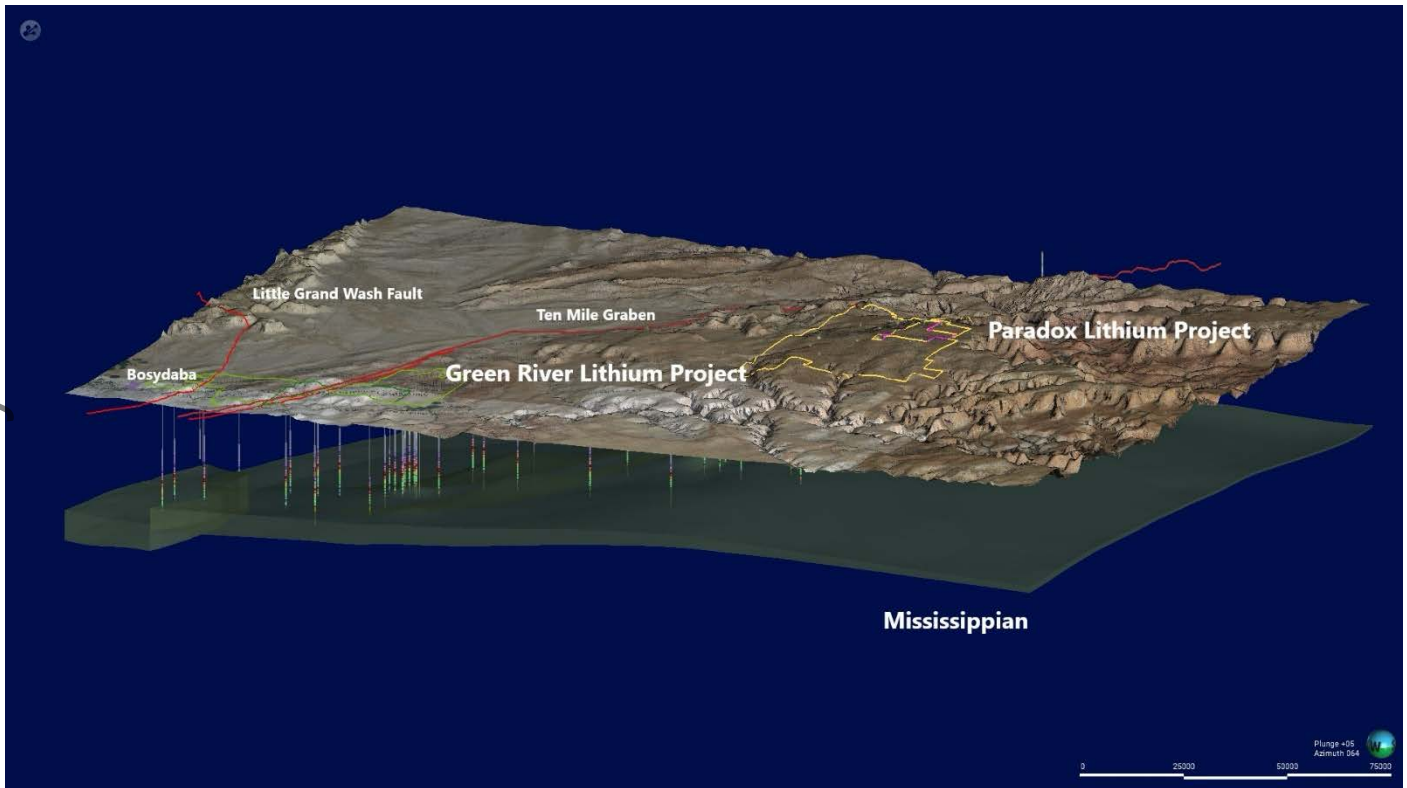 Little Grand Wash Fault
Ten Mile Graben
Paradox Lithium Project
Bosydaba
Green River Lithium Project
Mississippian
Plunge +05
Azimuth 064
W
0 25000 50000 75000